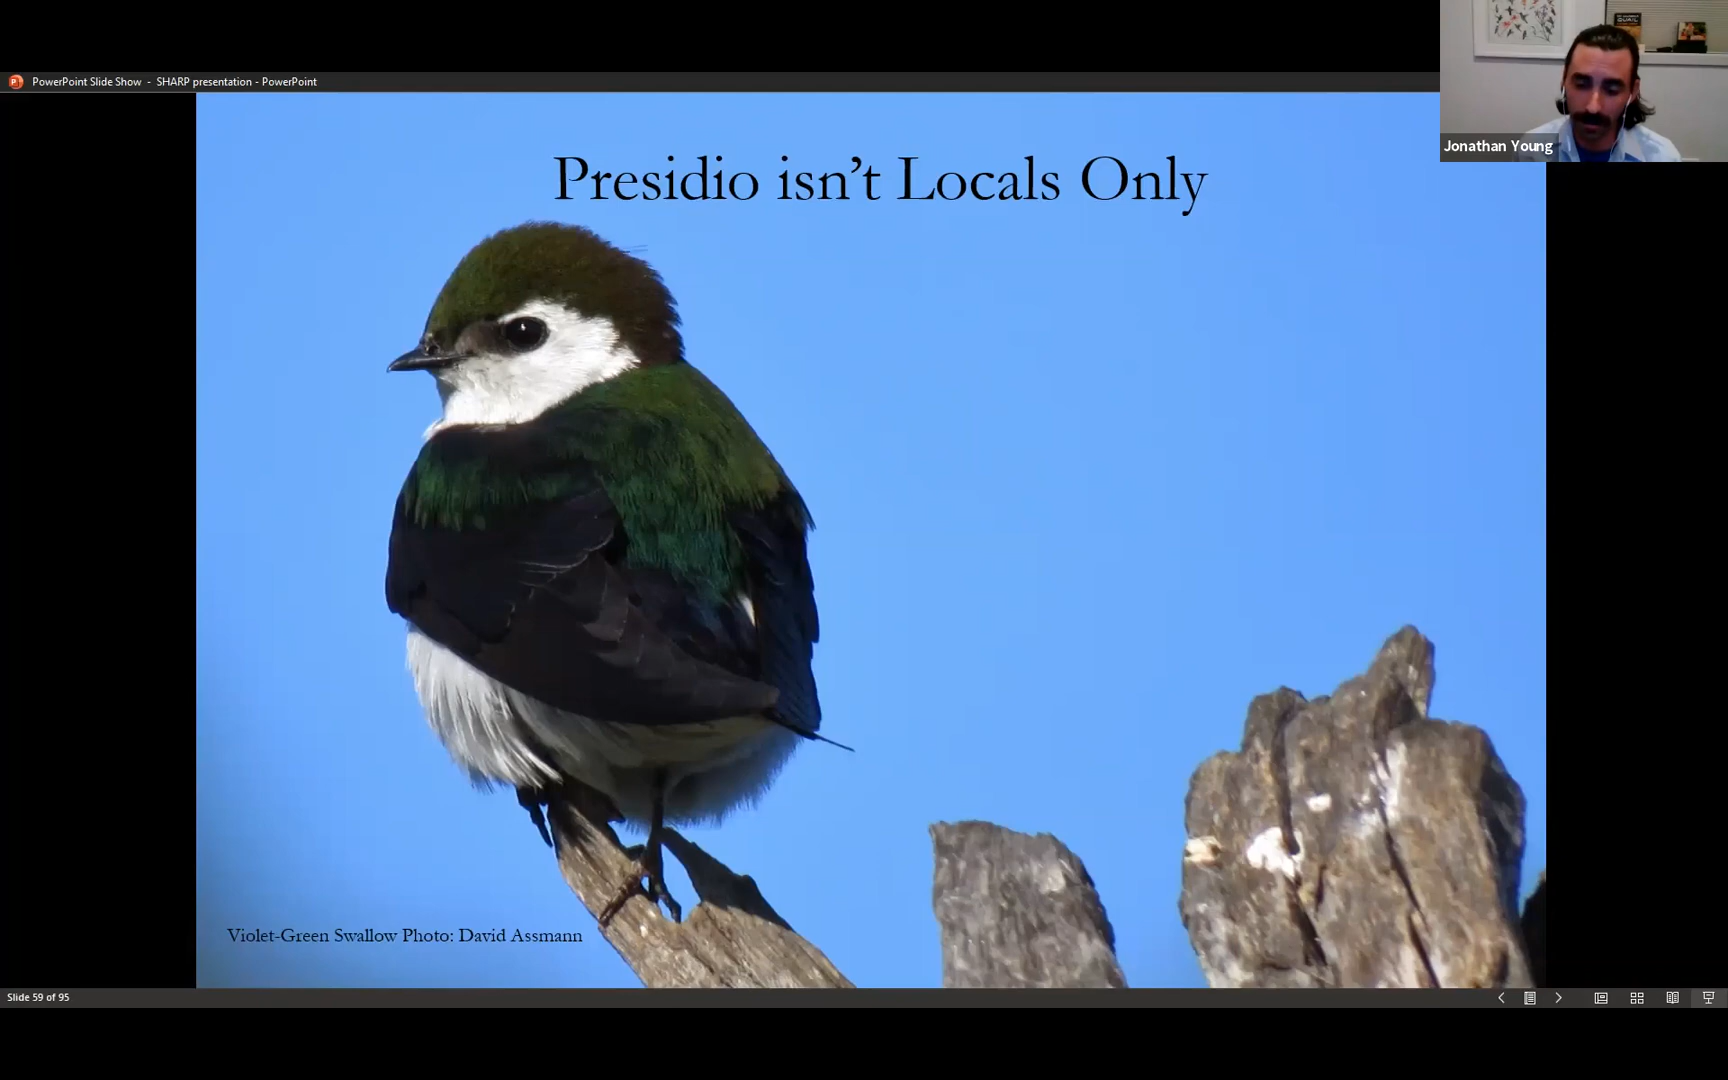 PowerPoint Slide Show - SHARP presentation - PowerPoint
QUAIL
Jonathan Young
Presidio isn’t Locals Only
Violet-Green Swallow Photo: David Assmann
Slide 59 of 95